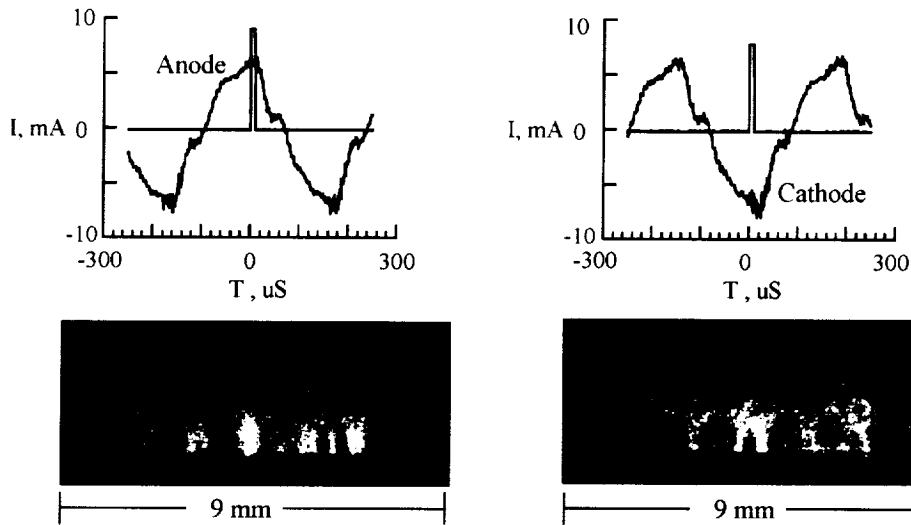 10
Anode
I, mA 0
-10
-300 0 300
T , uS
9 mm
10
I, mA 0
Cathode
-10
-300 0 300
T , uS
9 mm